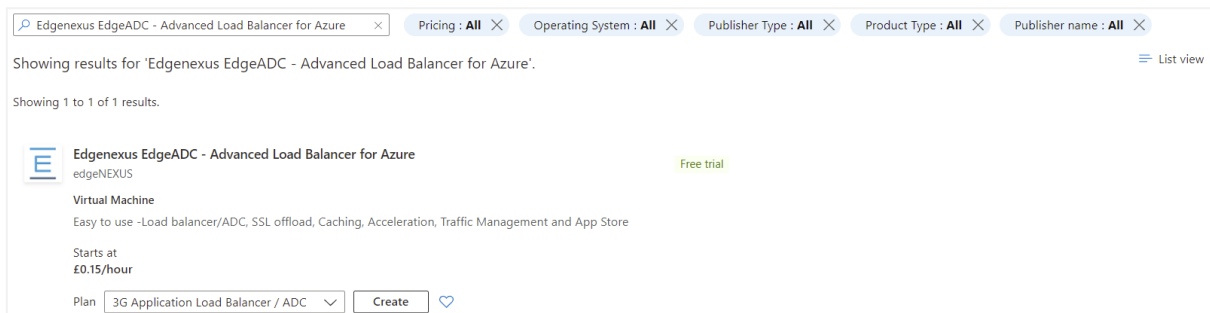 Edgenexus EdgeADC - Advanced Load Balancer for Azure
Pricing : All
Operating System : All
Publisher Type : All
Product Type : All
Publisher name : All
Showing results for 'Edgenexus EdgeADC - Advanced Load Balancer for Azure'.
List view
Showing 1 to 1 of 1 results.
Edgenexus EdgeADC - Advanced Load Balancer for Azure
edgeNEXUS
Free trial
Virtual Machine
Easy to use -Load balancer/ADC, SSL offload, Caching, Acceleration, Traffic Management and App Store
Starts at
£0.15/hour
Plan
3G Application Load Balancer / ADC
Create